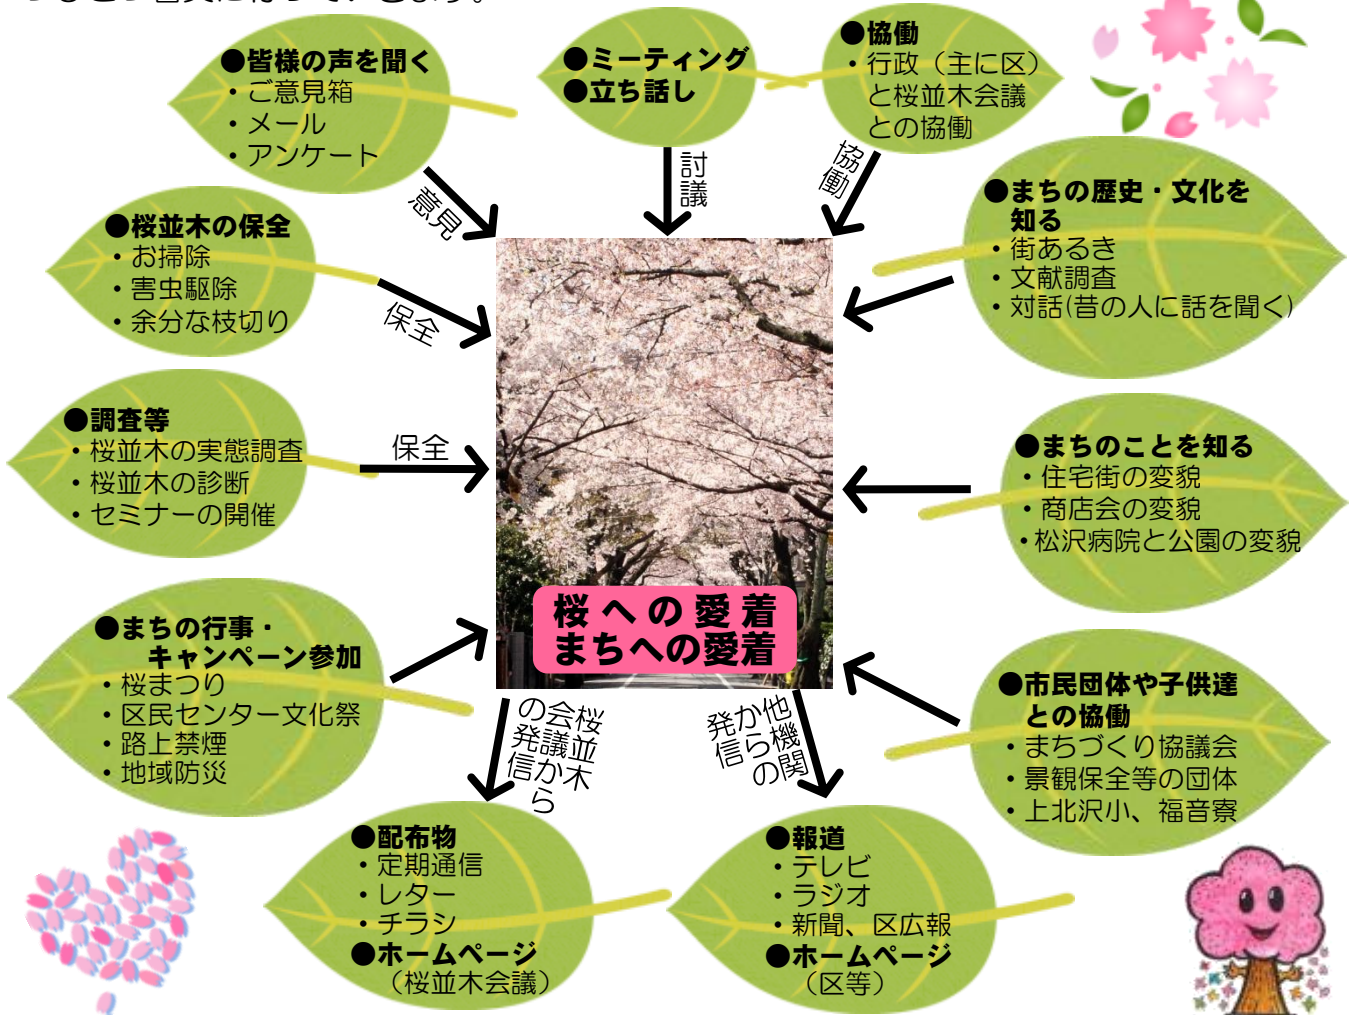 ●皆様の声を聞く
・ご意見箱
・メール
・アンケート
●ミーティング
●立ち話し
●協働
・行政（主に区）
と桜並木会議
との協働
意見
討議
協働
●桜並木の保全
・お掃除
・害虫駆除
・余分な枝切り
保全
●まちの歴史・文化を
知る
・街あるき
・文献調査
・対話(昔の人に話を聞く)
●調査等
・桜並木の実態調査
・桜並木の診断
・セミナーの開催
保全
●まちのことを知る
・住宅街の変貌
・商店会の変貌
・松沢病院と公園の変貌
桜への愛着
まちへの愛着
●まちの行事・
キャンペーン参加
・桜まつり
・区民センター文化祭
・路上禁煙
・地域防災
●市民団体や子供達
との協働
・まちづくり協議会
・景観保全等の団体
・上北沢小、福音寮
桜並木
会議から
の発信
他機関
からの
発信
●配布物
・定期通信
・レター
・チラシ
●ホームページ
（桜並木会議）
●報道
・テレビ
・ラジオ
・新聞、区広報
●ホームページ
（区等）